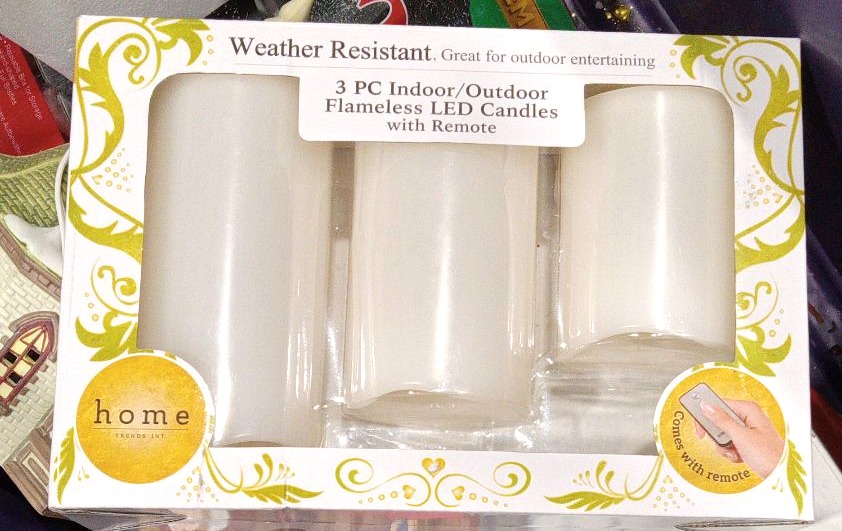 Weather Resistant. Great for outdoor entertaining
3 PC Indoor/Outdoor
Flameless LED Candles
with Remote
home
TRENDS INT
Comes with remote